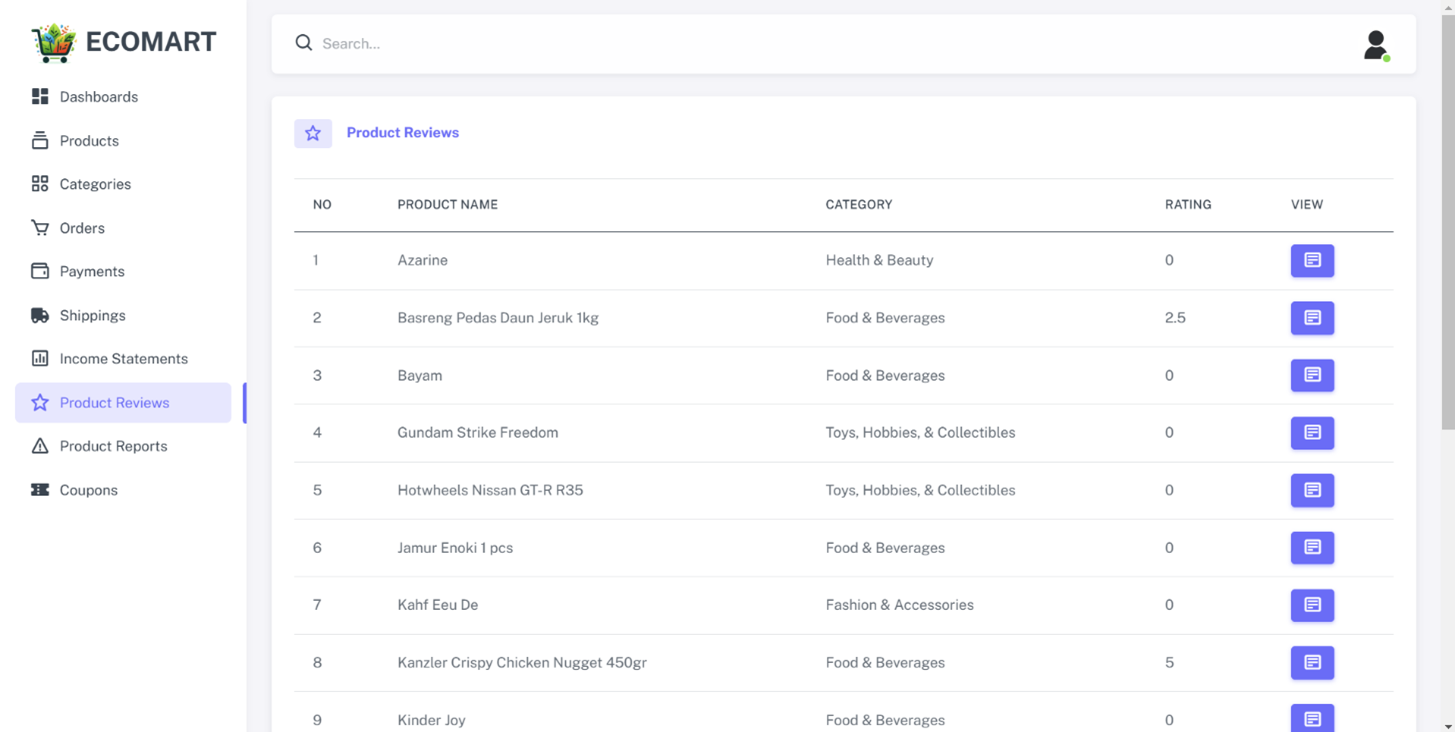 ECOMART
Dashboards
Products
Categories
Orders
Payments
Shippings
Income Statements
Product Reviews
Product Reports
Coupons
Search...
Product Reviews
NO PRODUCT NAME CATEGORY RATING VIEW
1 Azarine Health & Beauty 0
2 Basreng Pedas Daun Jeruk 1kg Food & Beverages 2.5
3 Bayam Food & Beverages 0
4 Gundam Strike Freedom Toys, Hobbies, & Collectibles 0
5 Hotwheels Nissan GT-R R35 Toys, Hobbies, & Collectibles 0
6 Jamur Enoki 1 pcs Food & Beverages 0
7 Kahf Eeu De Fashion & Accessories 0
8 Kanzler Crispy Chicken Nugget 450gr Food & Beverages 5
9 Kinder Joy Food & Beverages 0